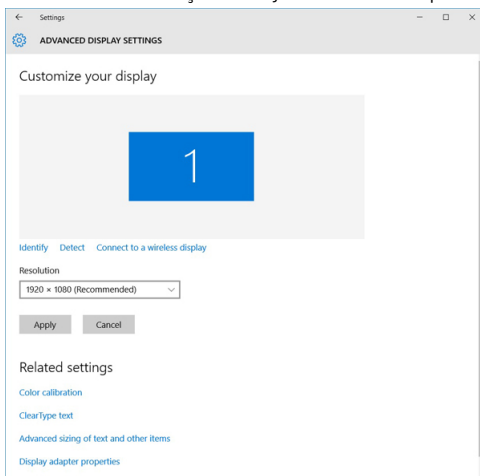 Settings
ADVANCED DISPLAY SETTINGS
Customize your display
1
Identify Detect Connect to a wireless display
Resolution
1920 × 1080 (Recommended)
Apply Cancel
Related settings
Color calibration
ClearType text
Advanced sizing of text and other items
Display adapter properties